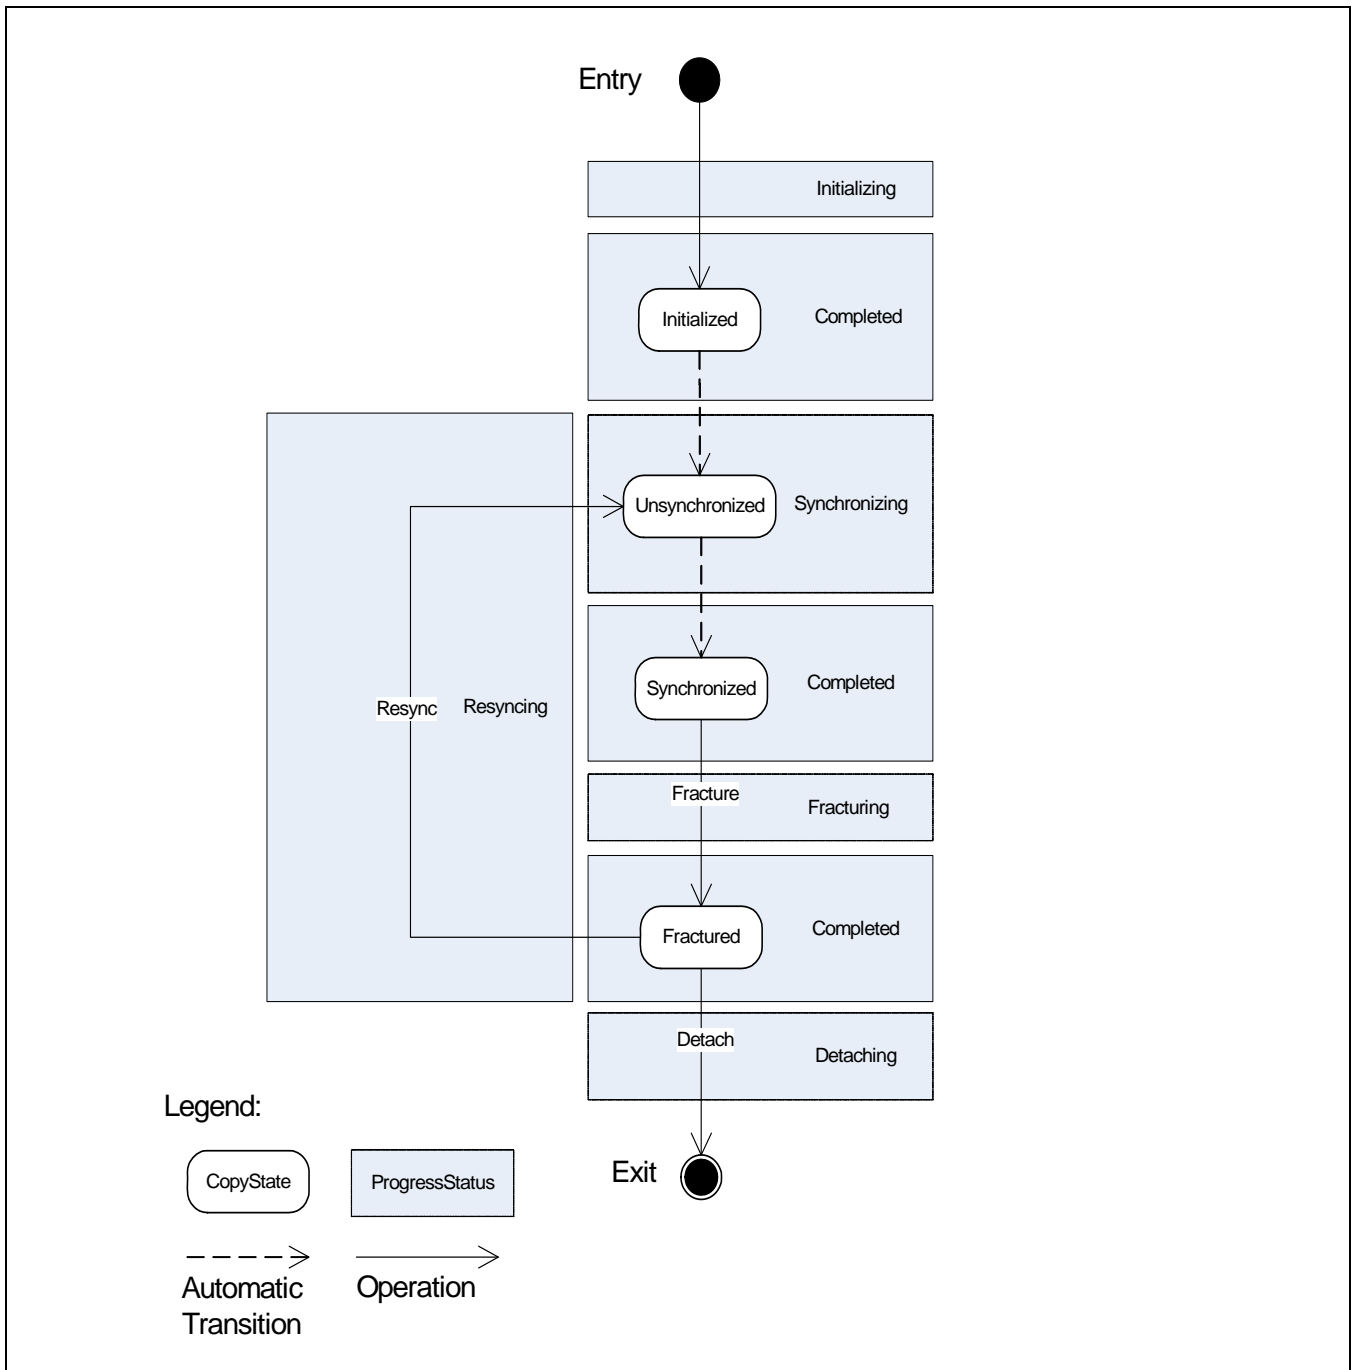 Entry
Initializing
Initialized
Completed
Unsynchronized
Synchronizing
Synchronized
Completed
Resync
Resyncing
Fracture
Fracturing
Fractured
Completed
Detach
Detaching
Legend:
Exit
CopyState
ProgressStatus
Automatic
Transition
Operation